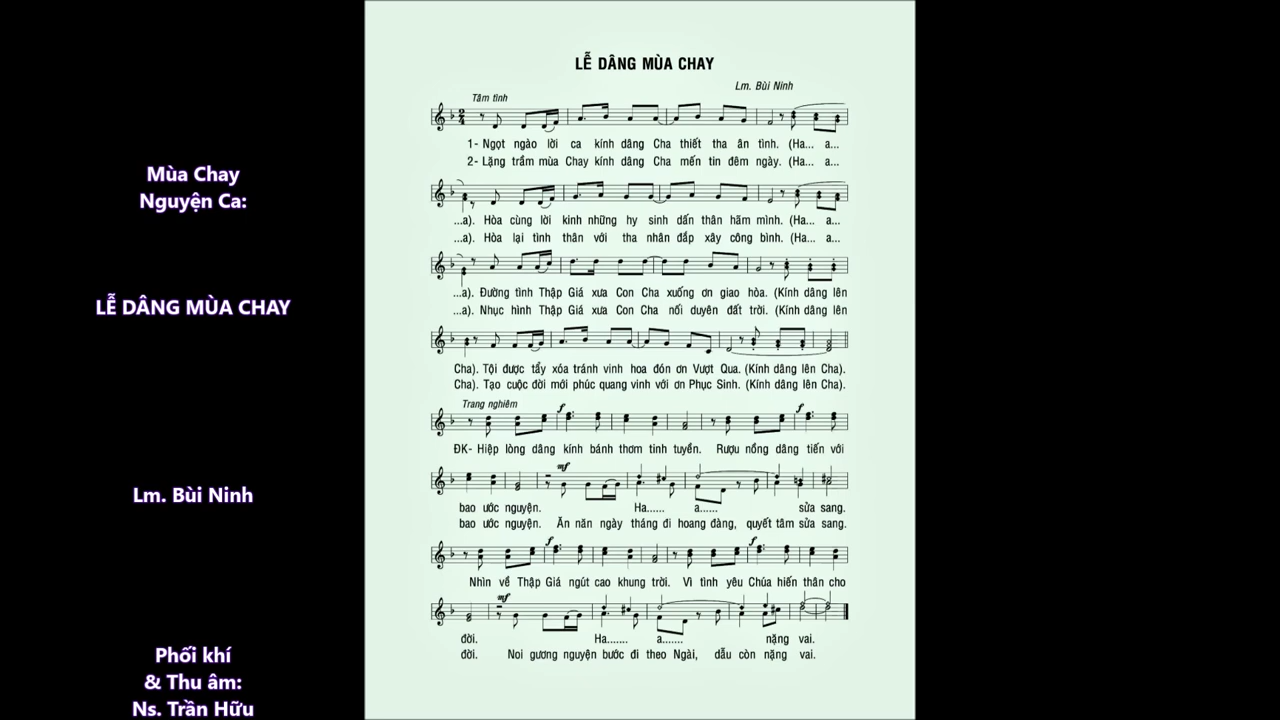 Mùa Chay
Nguyện Ca:
LỄ DÂNG MÙA CHAY
Lm. Bùi Ninh
Phối khí
& Thu âm:
Ns. Trần Hữu
LỄ DÂNG MÙA CHAY
Lm. Bùi Ninh
Tâm tình
1- Ngọt ngào lời ca kính dâng Cha thiết tha ân tình. (Ha... a...
2- Lặng trầm mùa Chay kính dâng Cha mến tin đêm ngày. (Ha... a...
...a). Hòa cùng lời kinh những hy sinh dấn thân hãm mình. (Ha... a...
...a). Hòa lại tình thân với tha nhân đắp xây công bình. (Ha... a...
...a). Đường tình Thập Giá xưa Con Cha xuống ơn giao hòa. (Kính dâng lên
...a). Nhục hình Thập Giá xưa Con Cha nối duyên đất trời. (Kính dâng lên
Cha). Tội được tẩy xóa tránh vinh hoa đón ơn Vượt Qua. (Kính dâng lên Cha).
Cha). Tạo cuộc đời mới phúc quang vinh với ơn Phục Sinh. (Kính dâng lên Cha).
Trang nghiêm
f f
ĐK- Hiệp lòng dâng kính bánh thơm tinh tuyền. Rượu nồng dâng tiến với
mf
bao ước nguyện. Ha...... a...... sửa sang.
bao ước nguyện. Ăn năn ngày tháng đi hoang đàng, quyết tâm sửa sang.
f f
Nhìn về Thập Giá ngút cao khung trời. Vì tình yêu Chúa hiến thân cho
mf
đời. Ha....... a....... nặng vai.
đời. Noi gương nguyện bước đi theo Ngài, dẫu còn nặng vai.